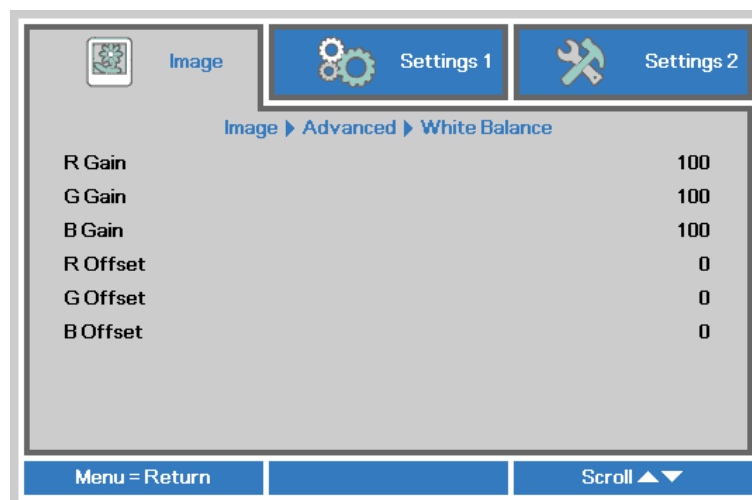 Image Settings 1 Settings 2
Image ▶ Advanced ▶ White Balance
R Gain 100
G Gain 100
B Gain 100
R Offset 0
G Offset 0
B Offset 0
Menu = Return Scroll ▲▼